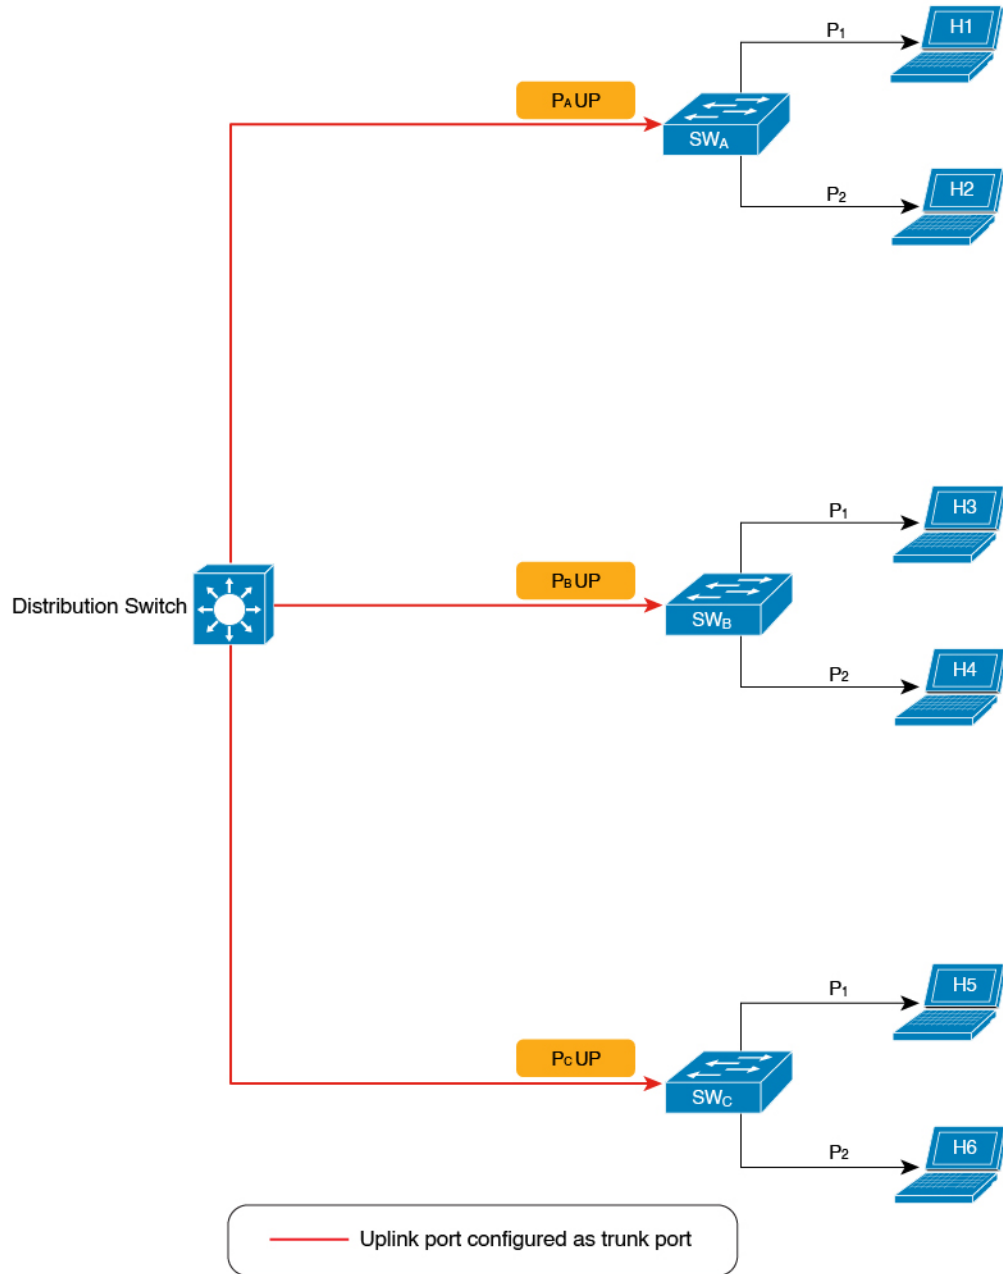 P₁
H1
PA UP
SWA
P₂
H2
P₁
H3
PB UP
Distribution Switch
SWB
P₂
H4
P₁
H5
PC UP
SWC
P₂
H6
Uplink port configured as trunk port